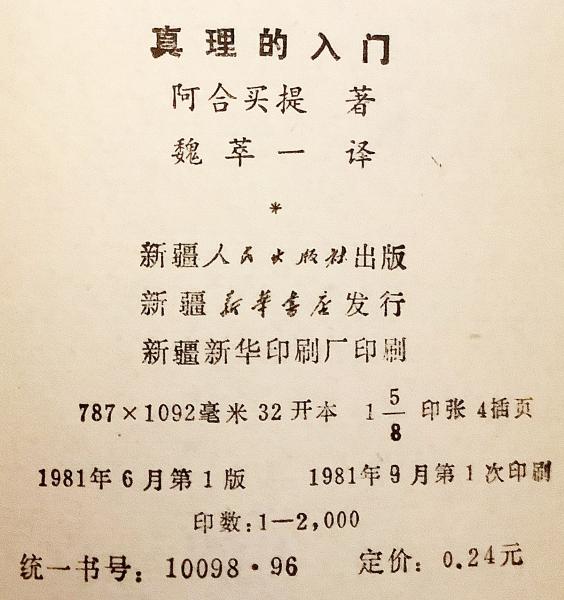 真理的入门
阿合买提 著
魏萃一 译
*
新疆人民出版社出版
新疆新华书店发行
新疆新华印刷厂印刷
787×1092毫米 32开本 1 5/8 印张 4插页
1981年6月第1版 1981年9月第1次印刷
印数:1—2,000
统一书号:10098·96 定价:0.24元